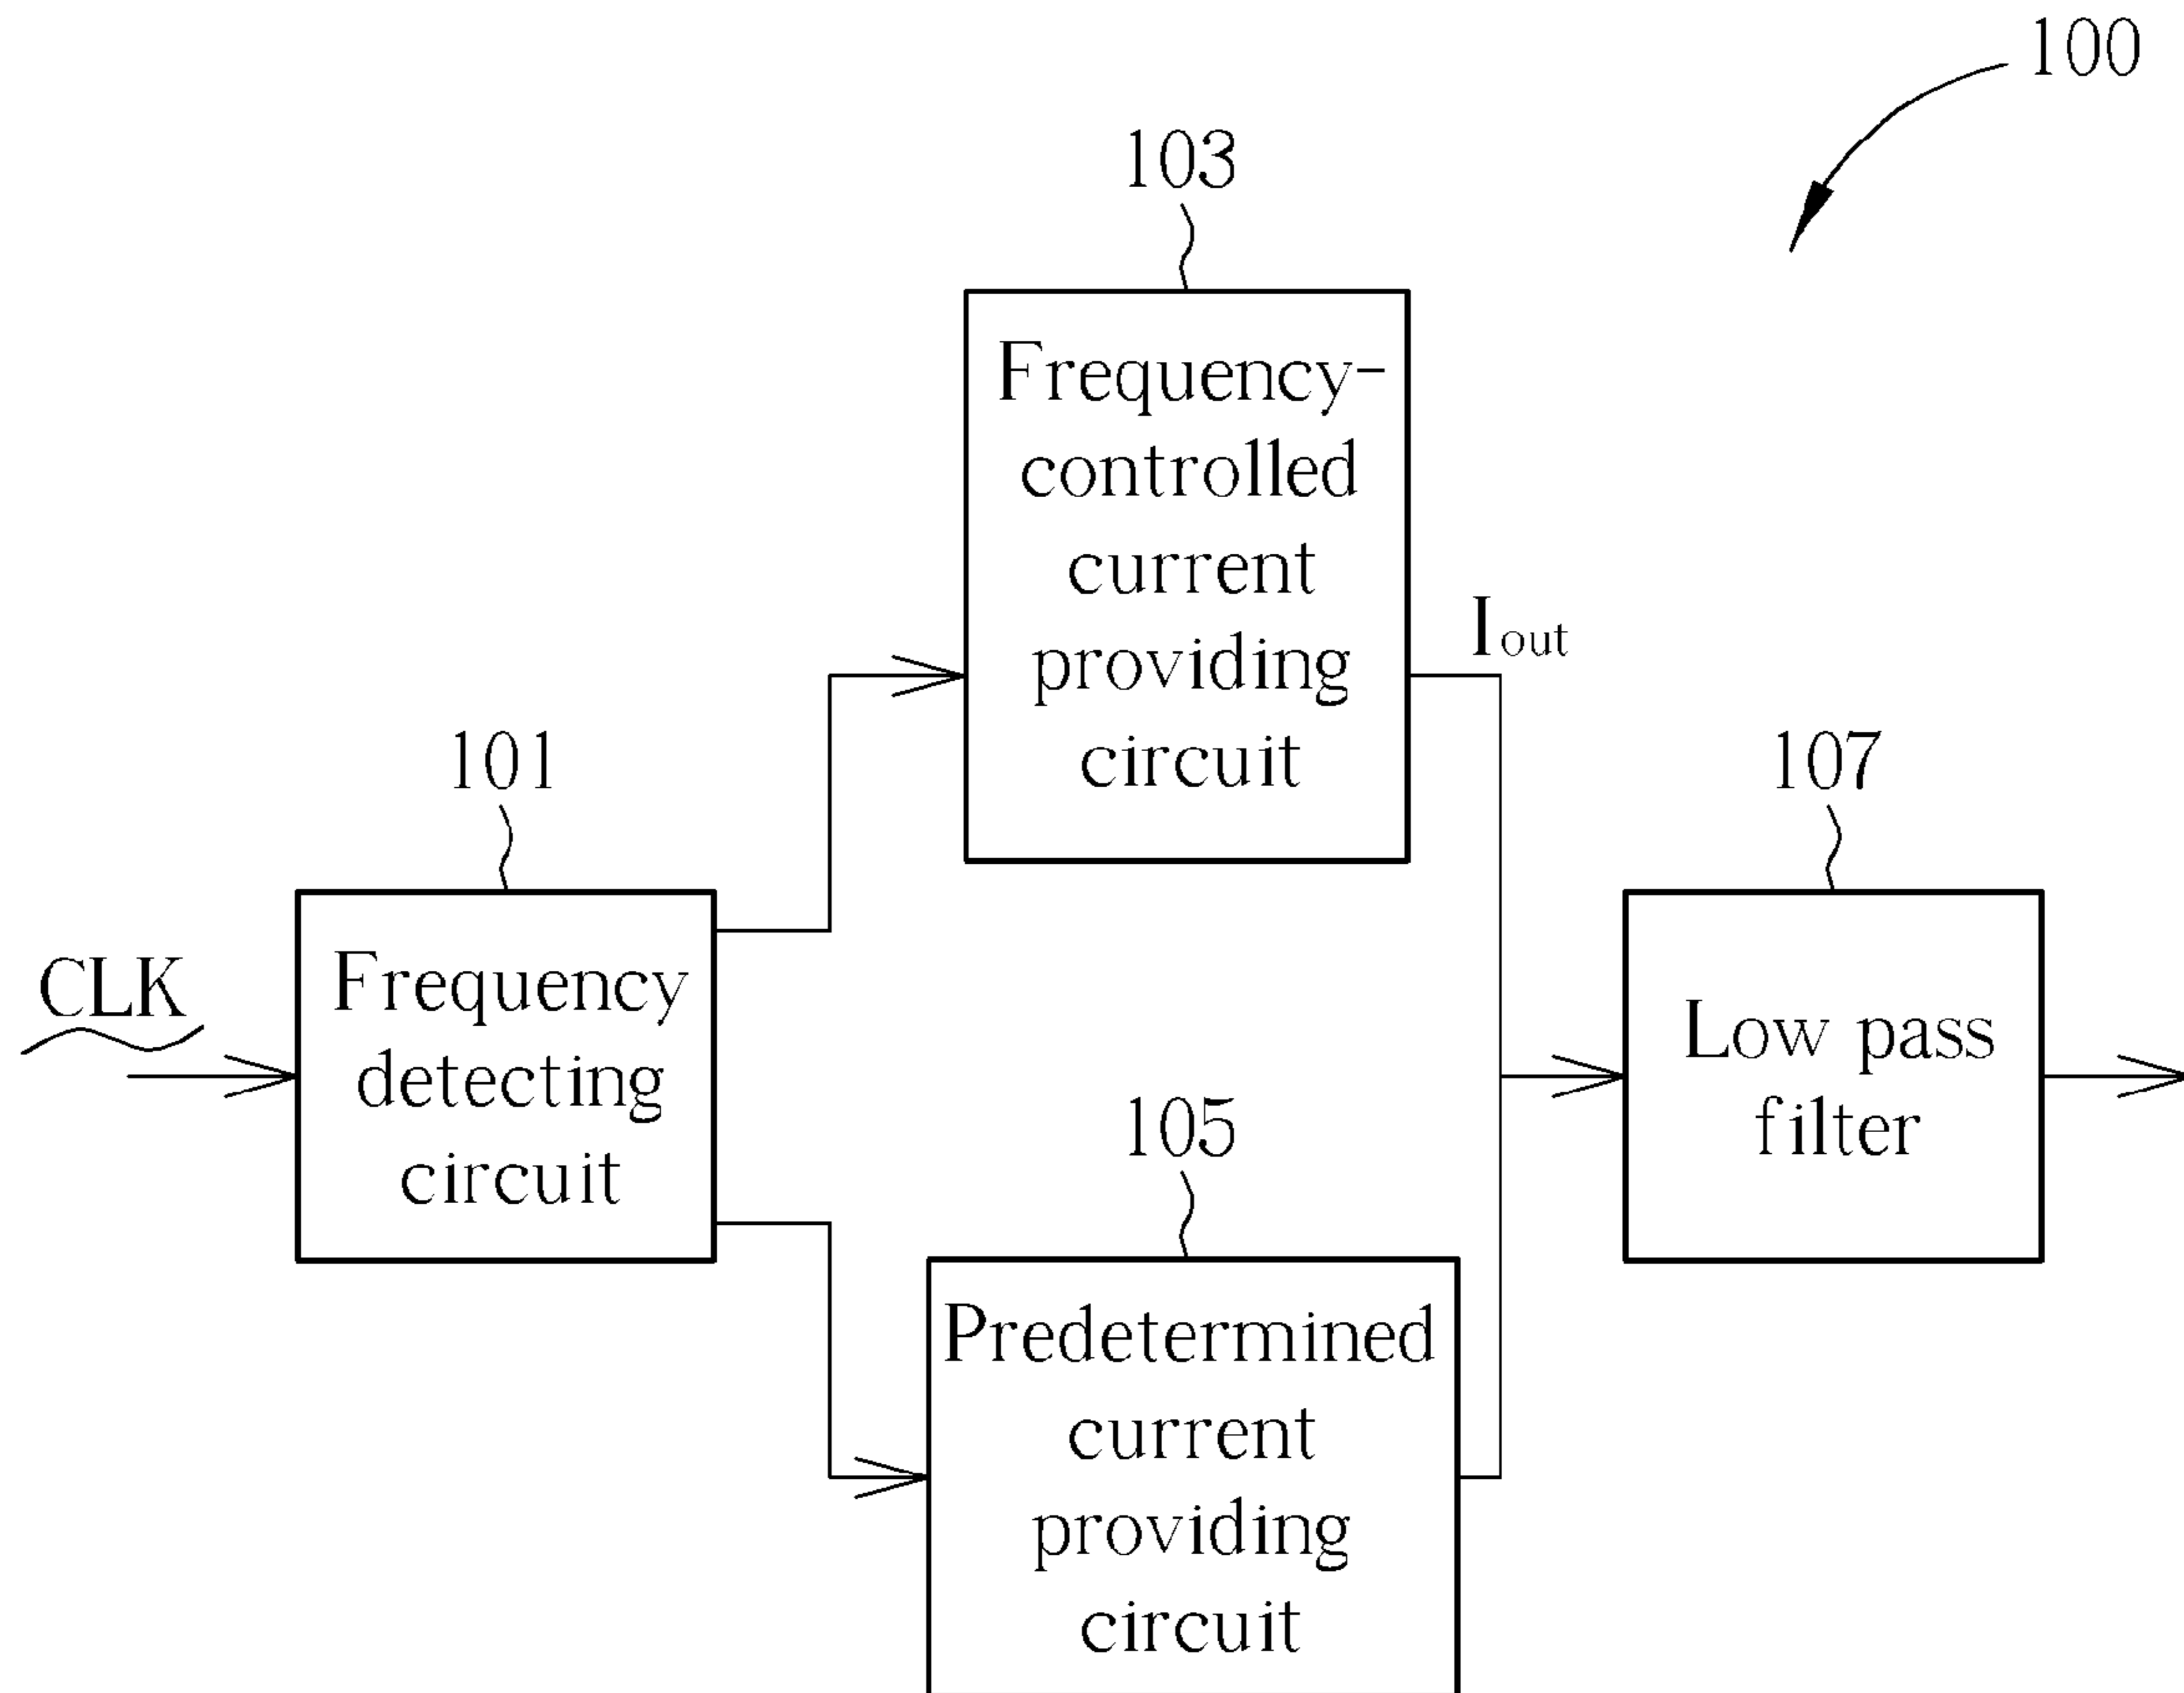 100
103
Frequency-
controlled
current
providing
circuit
Iout
101
CLK
Frequency
detecting
circuit
107
Low pass
filter
105
Predetermined
current
providing
circuit